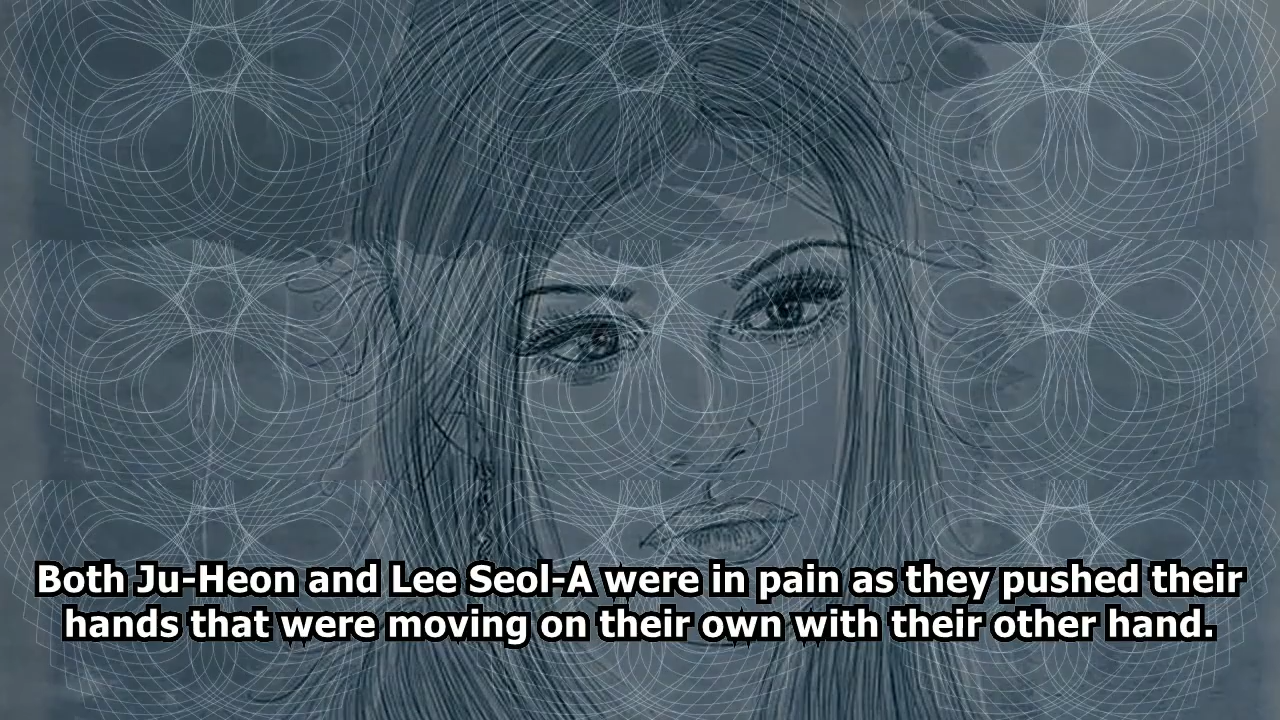 Both Ju-Heon and Lee Seol-A were in pain as they pushed their
hands that were moving on their own with their other hand.